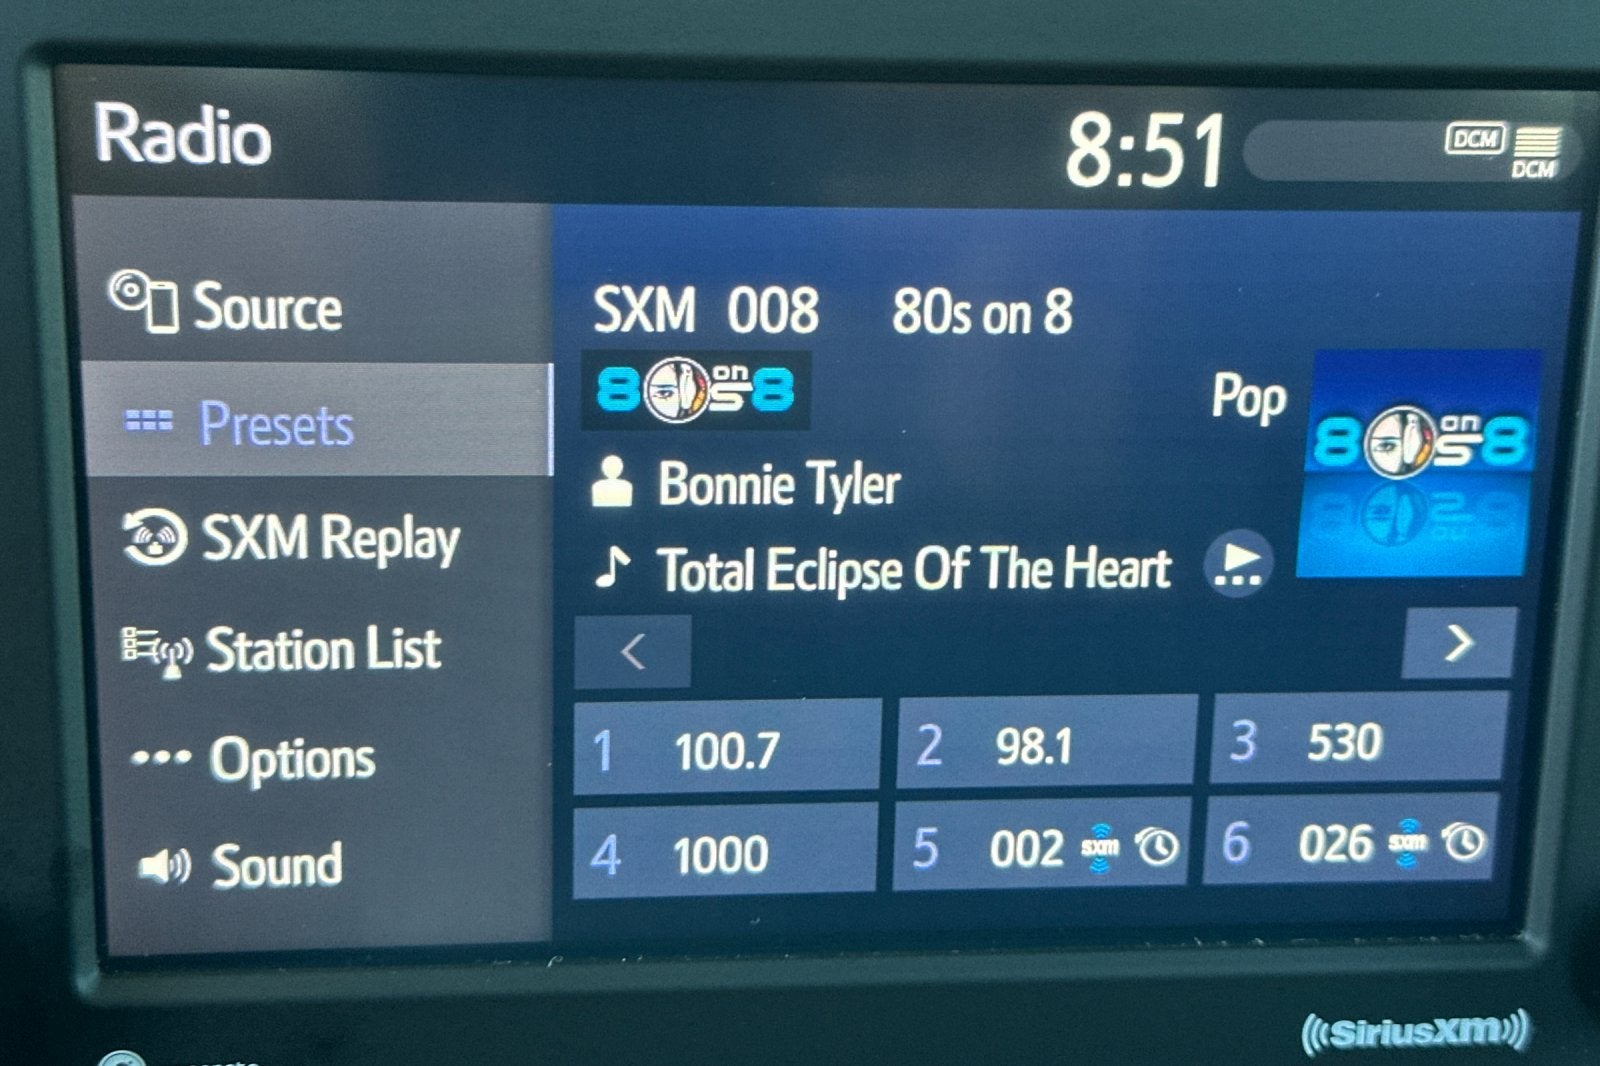 Radio
8:51
DCM
DCM
Source
Presets
SXM Replay
Station List
Options
Sound
SXM 008 80s on 8
80s on 8
Pop
80s on 8
Bonnie Tyler
Total Eclipse Of The Heart
1 100.7
2 98.1
3 530
4 1000
5 002 sxm
6 026 sxm
SiriusXM